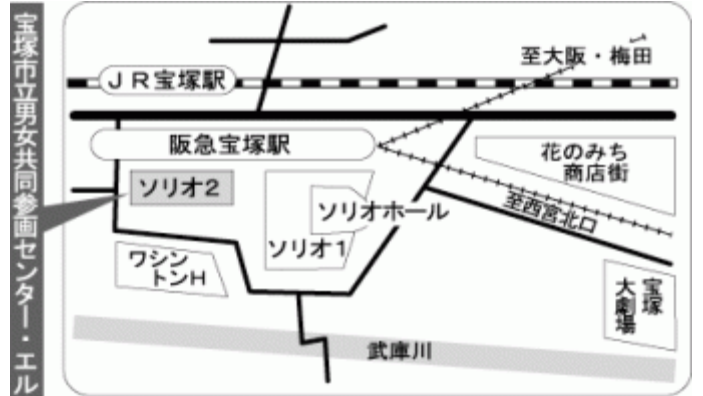 宝塚市立男女共同参画センター・エル
至大阪・梅田
JR宝塚駅
阪急宝塚駅
花のみち
商店街
ソリオ2
ソリオホール
至西宮北口
ソリオ1
ワシン
トンH
宝塚
大劇場
武庫川